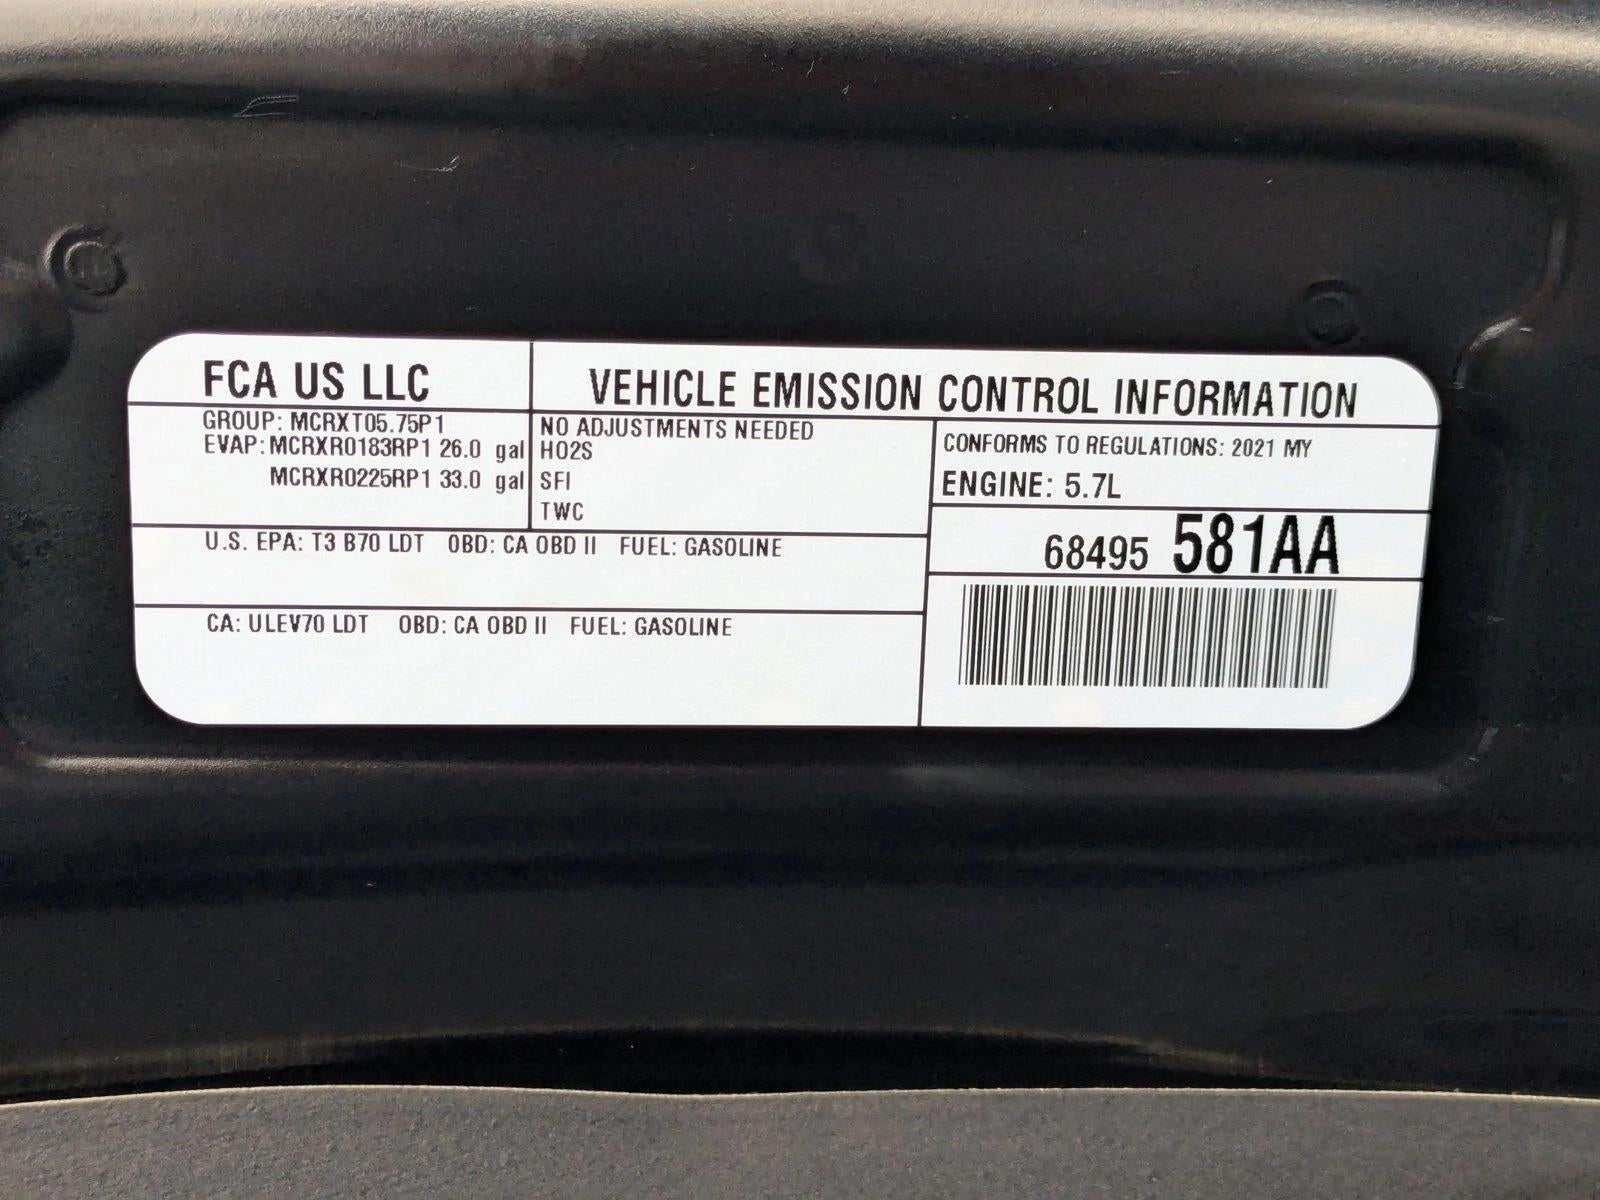 FCA US LLC
VEHICLE EMISSION CONTROL INFORMATION
GROUP: MCRXT05.75P1
EVAP: MCRXR0183RP1 26.0 gal
MCRXR0225RP1 33.0 gal
NO ADJUSTMENTS NEEDED
HO2S
SFI
TWC
CONFORMS TO REGULATIONS: 2021 MY
ENGINE: 5.7L
68495 581AA
U.S. EPA: T3 B70 LDT OBD: CA OBD II FUEL: GASOLINE
CA: ULEV70 LDT OBD: CA OBD II FUEL: GASOLINE